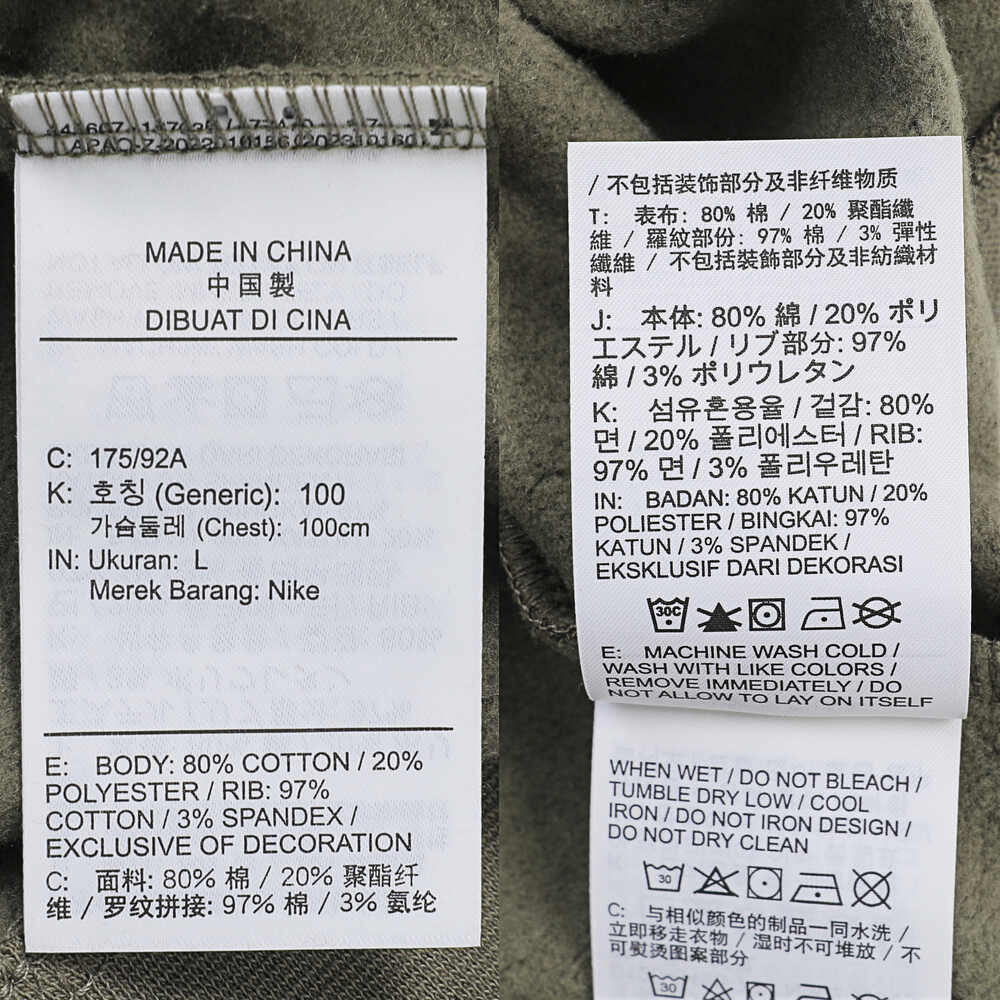 MADE IN CHINA
中国製
DIBUAT DI CINA
C: 175/92A
K: 호칭 (Generic): 100
가슴둘레 (Chest): 100cm
IN: Ukuran: L
Merek Barang: Nike
E: BODY: 80% COTTON / 20%
POLYESTER / RIB: 97%
COTTON / 3% SPANDEX /
EXCLUSIVE OF DECORATION
C: 面料: 80% 棉 / 20% 聚酯纤
维 / 罗纹拼接: 97% 棉 / 3% 氨纶
/ 不包括装饰部分及非纤维物质
T: 表布: 80% 棉 / 20% 聚酯纖
維 / 羅紋部份: 97% 棉 / 3% 彈性
纖維 / 不包括裝飾部分及非紡織材
料
J: 本体: 80% 綿 / 20% ポリ
エステル / リブ部分: 97%
綿 / 3% ポリウレタン
K: 섬유혼용율 / 겉감: 80%
면 / 20% 폴리에스터 / RIB:
97% 면 / 3% 폴리우레탄
IN: BADAN: 80% KATUN / 20%
POLIESTER / BINGKAI: 97%
KATUN / 3% SPANDEK /
EKSKLUSIF DARI DEKORASI
30C
E: MACHINE WASH COLD /
WASH WITH LIKE COLORS /
REMOVE IMMEDIATELY / DO
NOT ALLOW TO LAY ON ITSELF
WHEN WET / DO NOT BLEACH /
TUMBLE DRY LOW / COOL
IRON / DO NOT IRON DESIGN /
DO NOT DRY CLEAN
30
C: 与相似颜色的制品一同水洗 /
立即移走衣物 / 湿时不可堆放 / 不
可熨烫图案部分
30